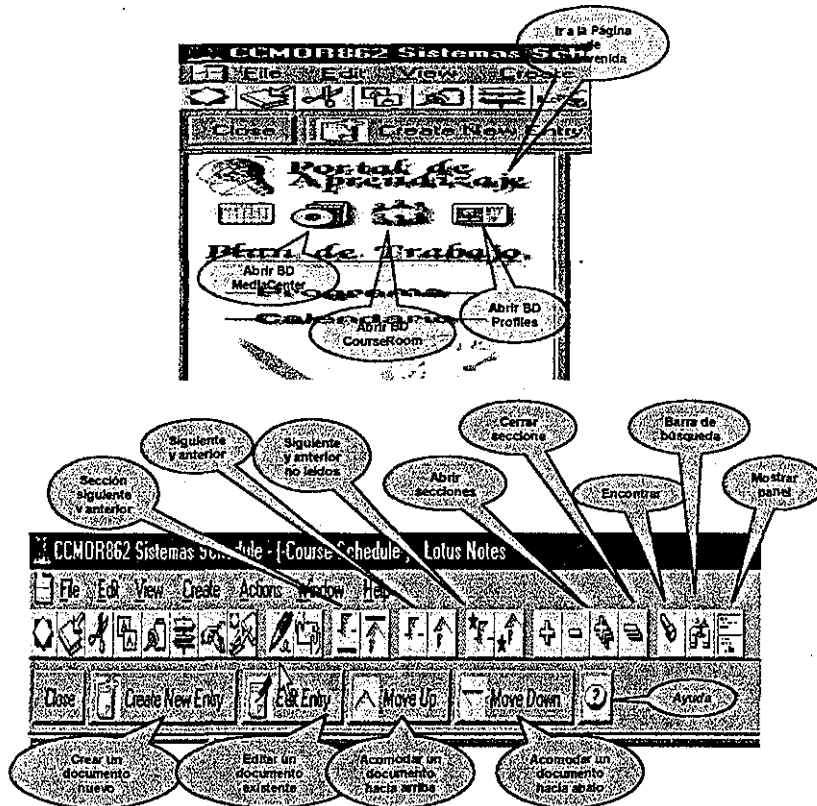 Ir a la Página
de
CCMOR862 Sistemas Sch
File Edit View Create
Close Create New Entry
Portal de
Aprendizaje
Plan de Trabajo
Abrir BD
MediaCenter
Programa
Calendario
Abrir BD
CourseRoom
Abrir BD
Profiles
Sección
siguiente
y anterior
Siguiente
y anterior
Siguiente
y anterior
no leídos
Abrir
secciones
Cerrar
seccione
Encontrar
Barra de
búsqueda
Mostrar
panel
CCMOR862 Sistemas Schedule - [-Course Schedule Lotus Notes
File Edit View Create Actions Window Help
Close Create New Entry Edit Entry Move Up Move Down Ayuda
Crear un
documento
nuevo
Editar un
documento
existente
Acomodar un
documento
hacia arriba
Acomodar un
documento
hacia abajo